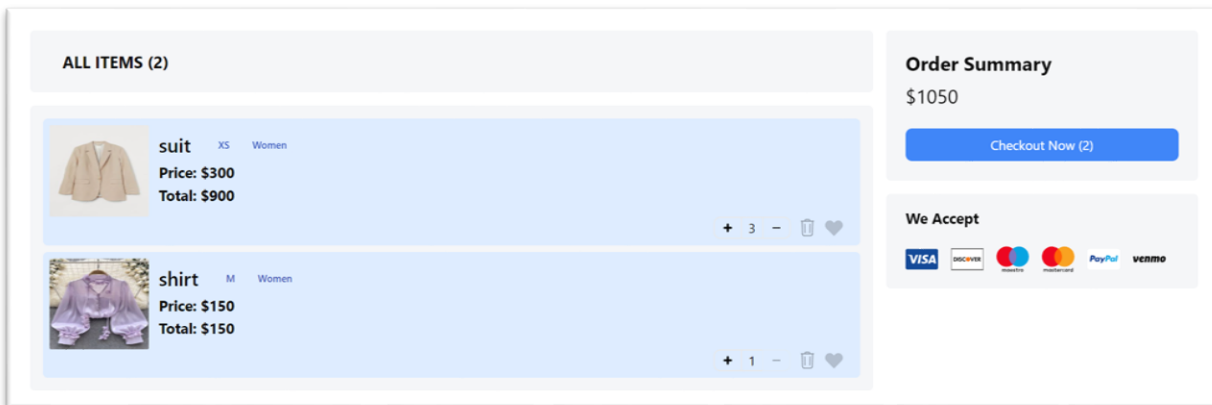 ALL ITEMS (2)
suit XS Women
Price: $300
Total: $900
+ 3 −
shirt M Women
Price: $150
Total: $150
+ 1 −
Order Summary
$1050
Checkout Now (2)
We Accept
VISA DISCOVER maestro mastercard PayPal venmo